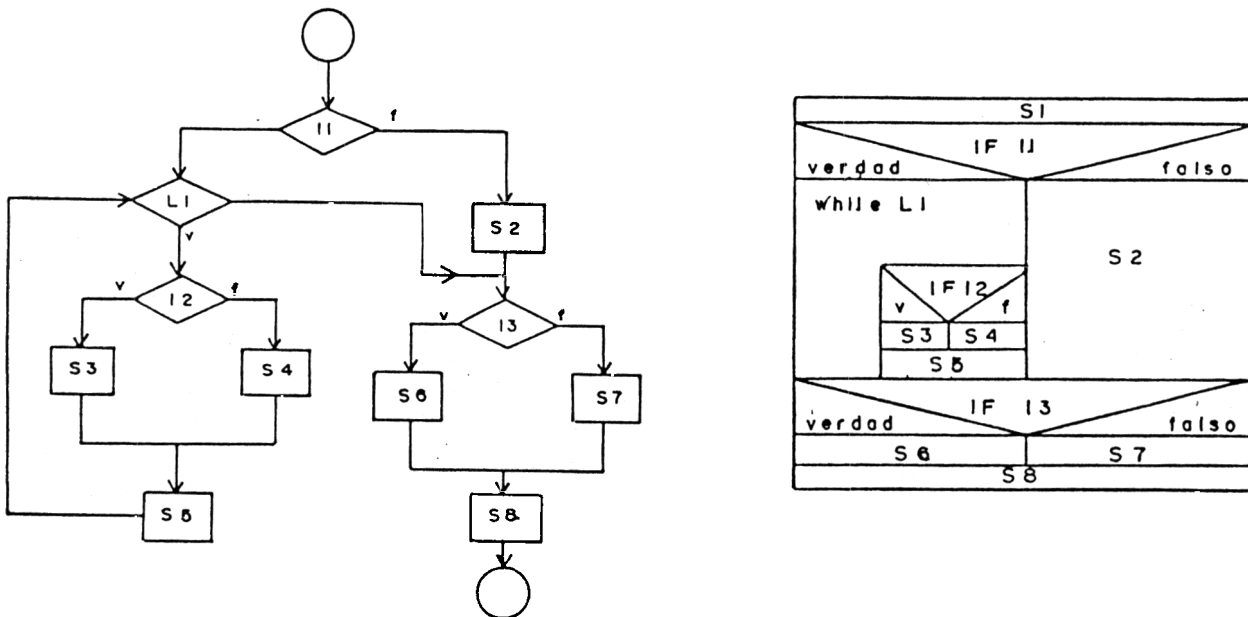 I1
f
L1
v
S2
v
I2
f
v
I3
f
S3
S4
S6
S7
S5
S8
S1
IF I1
verdad
falso
while L1
S2
IF I2
v
f
S3
S4
S5
IF I3
verdad
falso
S6
S7
S8